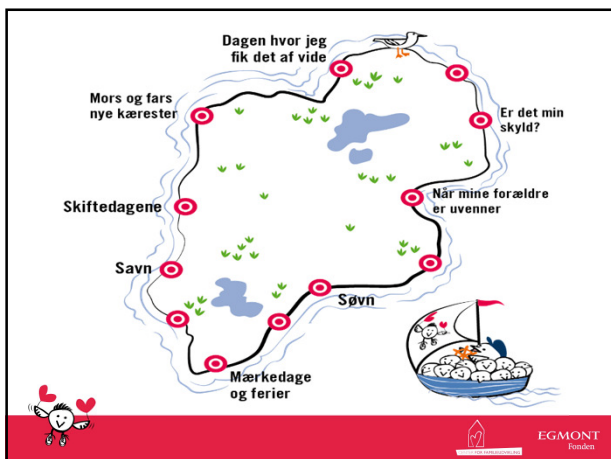 Dagen hvor jeg
fik det af vide
Mors og fars
nye kærester
Er det min
skyld?
Når mine forældre
er uvenner
Skiftedagene
Savn
Søvn
Mærkedage
og ferier
EGMONT
Fonden